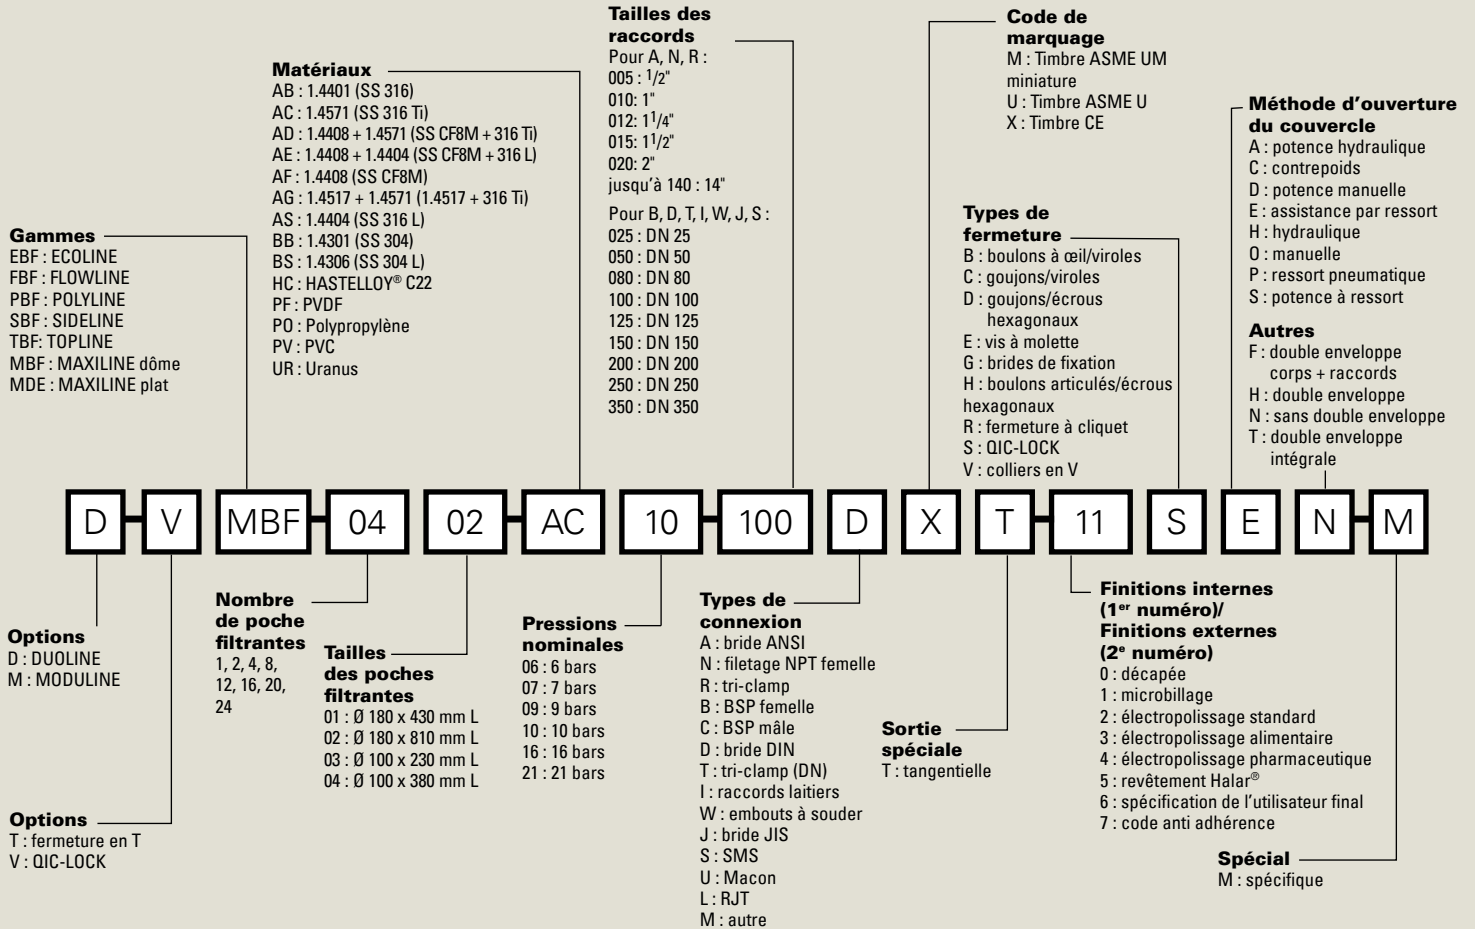 Gammes
EBF : ECOLINE
FBF : FLOWLINE
PBF : POLYLINE
SBF : SIDELINE
TBF: TOPLINE
MBF : MAXILINE dôme
MDE : MAXILINE plat
Matériaux
AB : 1.4401 (SS 316)
AC : 1.4571 (SS 316 Ti)
AD : 1.4408 + 1.4571 (SS CF8M + 316 Ti)
AE : 1.4408 + 1.4404 (SS CF8M + 316 L)
AF : 1.4408 (SS CF8M)
AG : 1.4517 + 1.4571 (1.4517 + 316 Ti)
AS : 1.4404 (SS 316 L)
BB : 1.4301 (SS 304)
BS : 1.4306 (SS 304 L)
HC : HASTELLOY® C22
PF : PVDF
PO : Polypropylène
PV : PVC
UR : Uranus
Tailles des
raccords
Pour A, N, R :
005 : 1/2"
010: 1"
012: 11/4"
015: 11/2"
020: 2"
jusqu'à 140 : 14"
Pour B, D, T, I, W, J, S :
025 : DN 25
050 : DN 50
080 : DN 80
100 : DN 100
125 : DN 125
150 : DN 150
200 : DN 200
250 : DN 250
350 : DN 350
Code de
marquage
M : Timbre ASME UM
miniature
U : Timbre ASME U
X : Timbre CE
Types de
fermeture
B : boulons à œil/viroles
C : goujons/viroles
D : goujons/écrous
hexagonaux
E : vis à molette
G : brides de fixation
H : boulons articulés/écrous
hexagonaux
R : fermeture à cliquet
S : QIC-LOCK
V : colliers en V
Méthode d'ouverture
du couvercle
A : potence hydraulique
C : contrepoids
D : potence manuelle
E : assistance par ressort
H : hydraulique
O : manuelle
P : ressort pneumatique
S : potence à ressort
Autres
F : double enveloppe
corps + raccords
H : double enveloppe
N : sans double enveloppe
T : double enveloppe
intégrale
D - V MBF - 04 02 - AC 10 - 100 D X T - 11 S E N - M
Options
D : DUOLINE
M : MODULINE
Options
T : fermeture en T
V : QIC-LOCK
Nombre
de poche
filtrantes
1, 2, 4, 8,
12, 16, 20,
24
Tailles
des poches
filtrantes
01 : Ø 180 x 430 mm L
02 : Ø 180 x 810 mm L
03 : Ø 100 x 230 mm L
04 : Ø 100 x 380 mm L
Pressions
nominales
06 : 6 bars
07 : 7 bars
09 : 9 bars
10 : 10 bars
16 : 16 bars
21 : 21 bars
Types de
connexion
A : bride ANSI
N : filetage NPT femelle
R : tri-clamp
B : BSP femelle
C : BSP mâle
D : bride DIN
T : tri-clamp (DN)
I : raccords laitiers
W : embouts à souder
J : bride JIS
S : SMS
U : Macon
L : RJT
M : autre
Sortie
spéciale
T : tangentielle
Finitions internes
(1er numéro)/
Finitions externes
(2e numéro)
0 : décapée
1 : microbillage
2 : électropolissage standard
3 : électropolissage alimentaire
4 : électropolissage pharmaceutique
5 : revêtement Halar®
6 : spécification de l'utilisateur final
7 : code anti adhérence
Spécial
M : spécifique